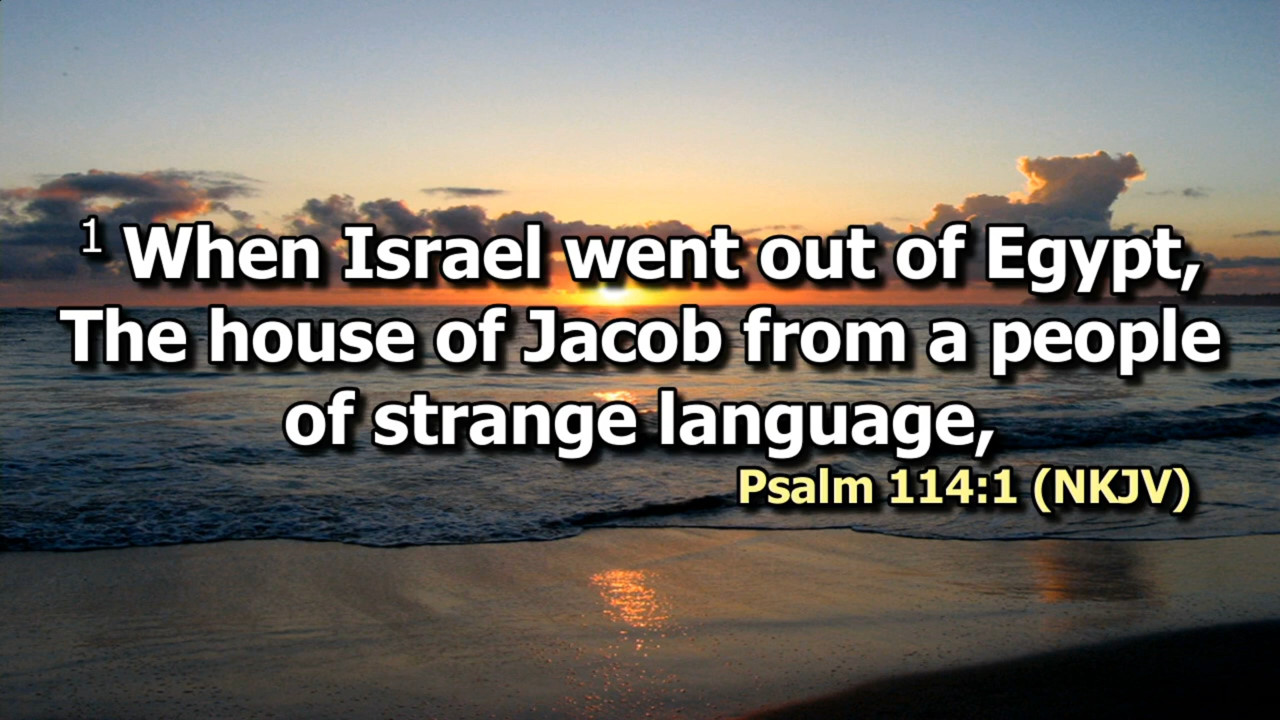 1 When Israel went out of Egypt,
The house of Jacob from a people
of strange language,
Psalm 114:1 (NKJV)